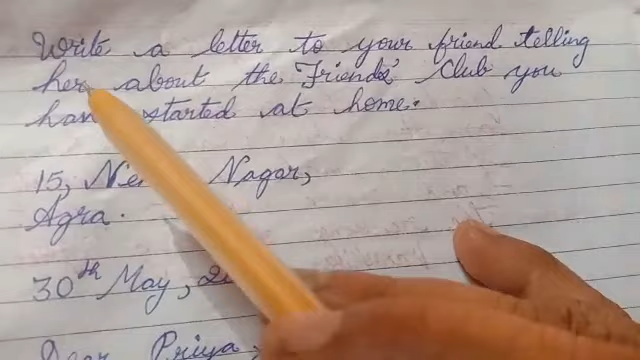 Write a letter to your friend telling
her about the 'Friends' Club you
started at home.
15, Nagar,
Agra.
30th May,
Dear Priya,